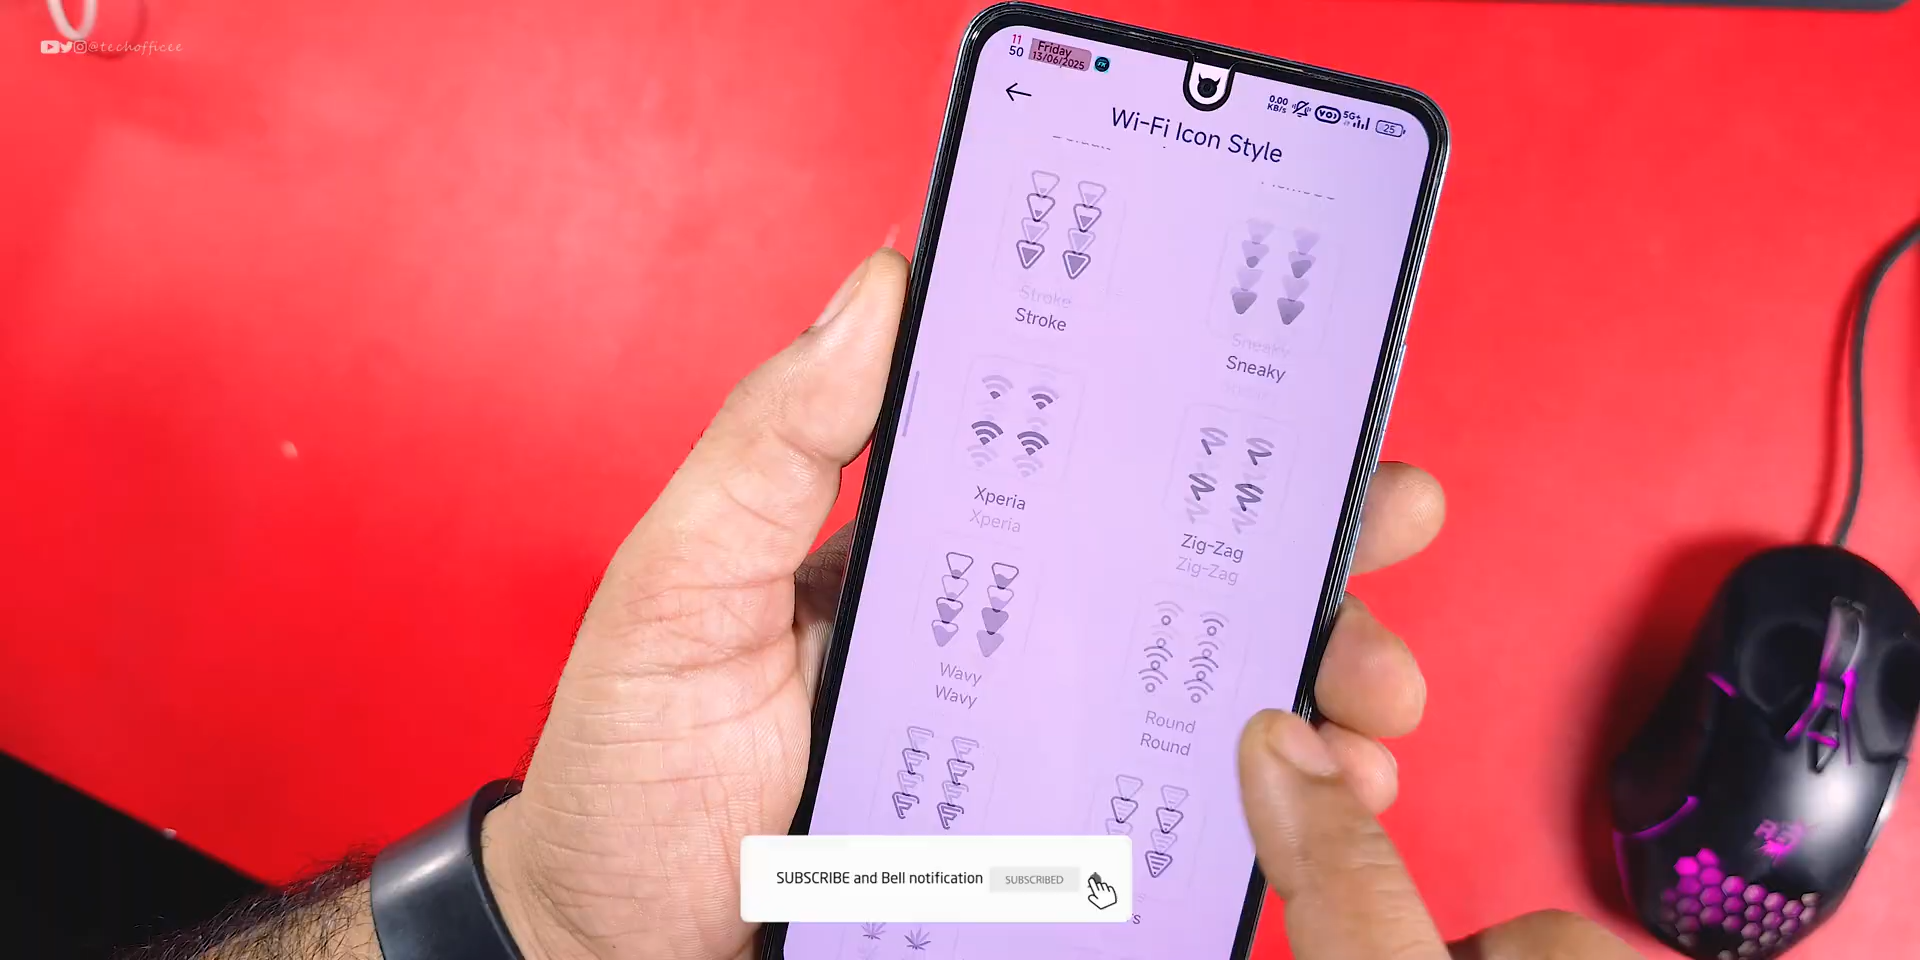 @techofficee
11
50
Friday
13/06/2025
0.00
KB/s
VO)
5G+
25
Wi-Fi Icon Style
Stroke
Stroke
Sneaky
Sneaky
Xperia
Xperia
Zig-Zag
Zig-Zag
Wavy
Wavy
Round
Round
SUBSCRIBE and Bell notification
SUBSCRIBED